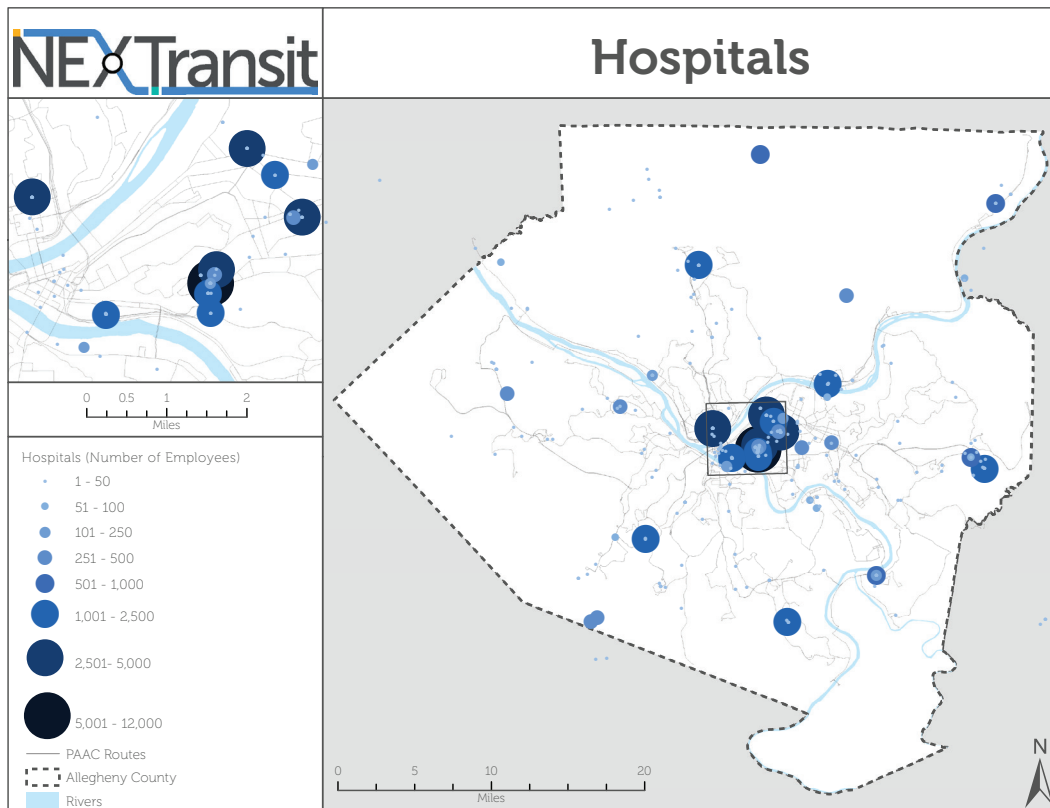 NEXTransit
Hospitals
0 0.5 1 2
Miles
Hospitals (Number of Employees)
1 - 50
51 - 100
101 - 250
251 - 500
501 - 1,000
1,001 - 2,500
2,501- 5,000
5,001 - 12,000
PAAC Routes
Allegheny County
Rivers
0 5 10 20
Miles
N